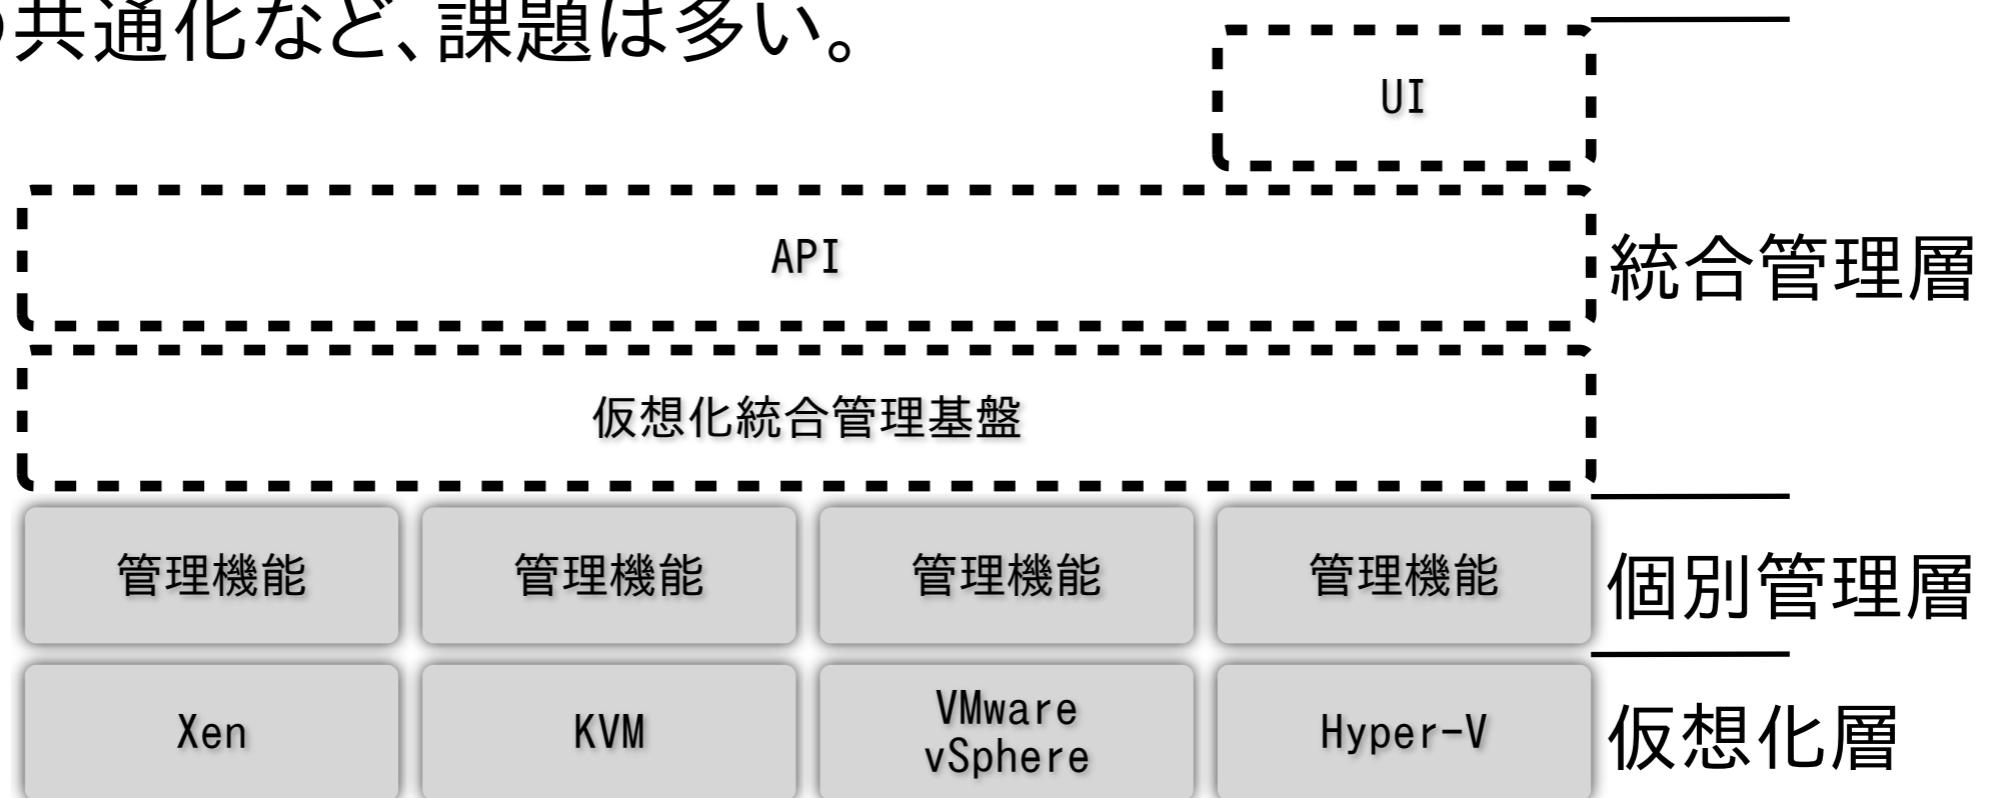 共通化など、課題は多い。
UI
API
統合管理層
仮想化統合管理基盤
管理機能 管理機能 管理機能 管理機能 個別管理層
Xen KVM VMware vSphere Hyper-V 仮想化層